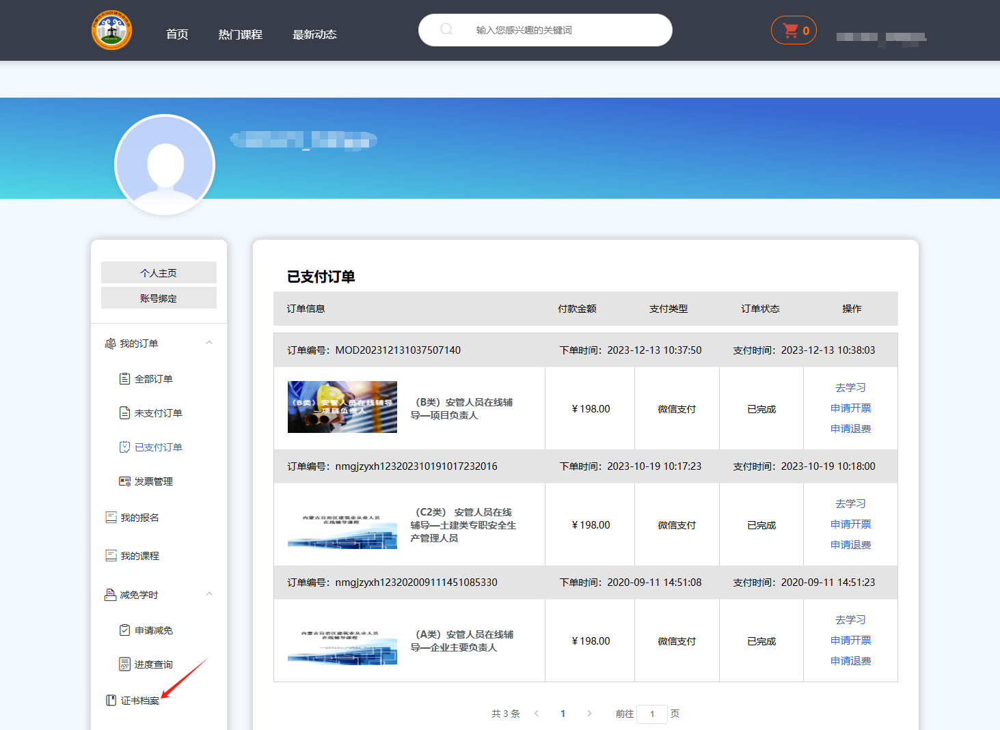 首页
热门课程
最新动态
输入您感兴趣的关键词
0
个人主页
账号绑定
我的订单
全部订单
未支付订单
已支付订单
发票管理
我的报名
我的课程
减免学时
申请减免
进度查询
证书档案
已支付订单
订单信息 付款金额 支付类型 订单状态 操作
订单编号：MOD202312131037507140 下单时间：2023-12-13 10:37:50 支付时间：2023-12-13 10:38:03
（B类）安管人员在线辅导
—项目负责人
（B类）安管人员在线辅
导—项目负责人
¥198.00
微信支付
已完成
去学习
申请开票
申请退费
订单编号：nmgjzyxh123202310191017232016 下单时间：2023-10-19 10:17:23 支付时间：2023-10-19 10:18:00
内蒙古自治区建筑业从业人员
在线辅导课程
（C2类） 安管人员在线
辅导—土建类专职安全生
产管理人员
¥198.00
微信支付
已完成
去学习
申请开票
申请退费
订单编号：nmgjzyxh123202009111451085330 下单时间：2020-09-11 14:51:08 支付时间：2020-09-11 14:51:23
内蒙古自治区建筑业从业人员
在线辅导课程
（A类）安管人员在线辅
导—企业主要负责人
¥198.00
微信支付
已完成
去学习
申请开票
申请退费
共 3 条 < 1 > 前往 1 页